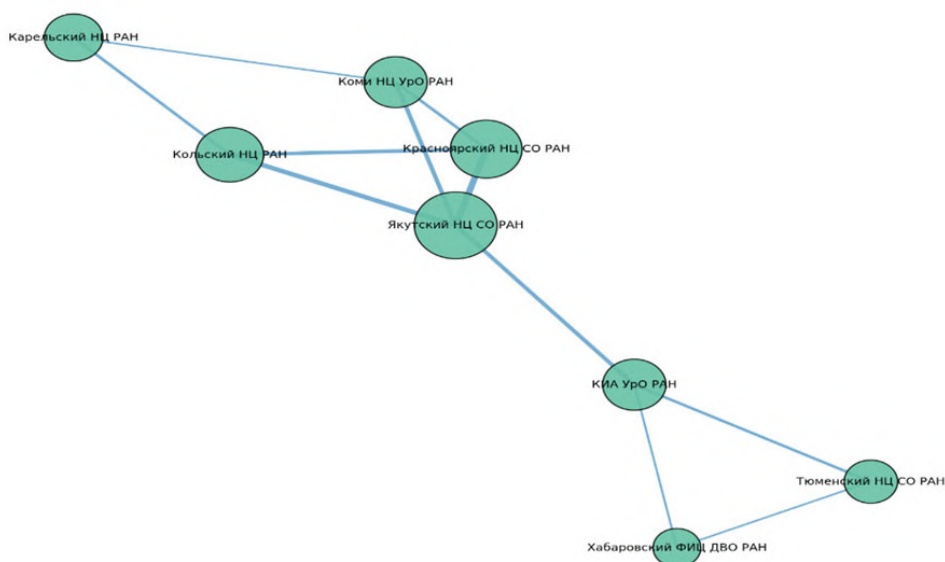 Карельский НЦ РАН
Коми НЦ УрО РАН
Красноярский НЦ СО РАН
Кольский НЦ РАН
Якутский НЦ СО РАН
КИА УрО РАН
Тюменский НЦ СО РАН
Хабаровский ФИЦ ДВО РАН